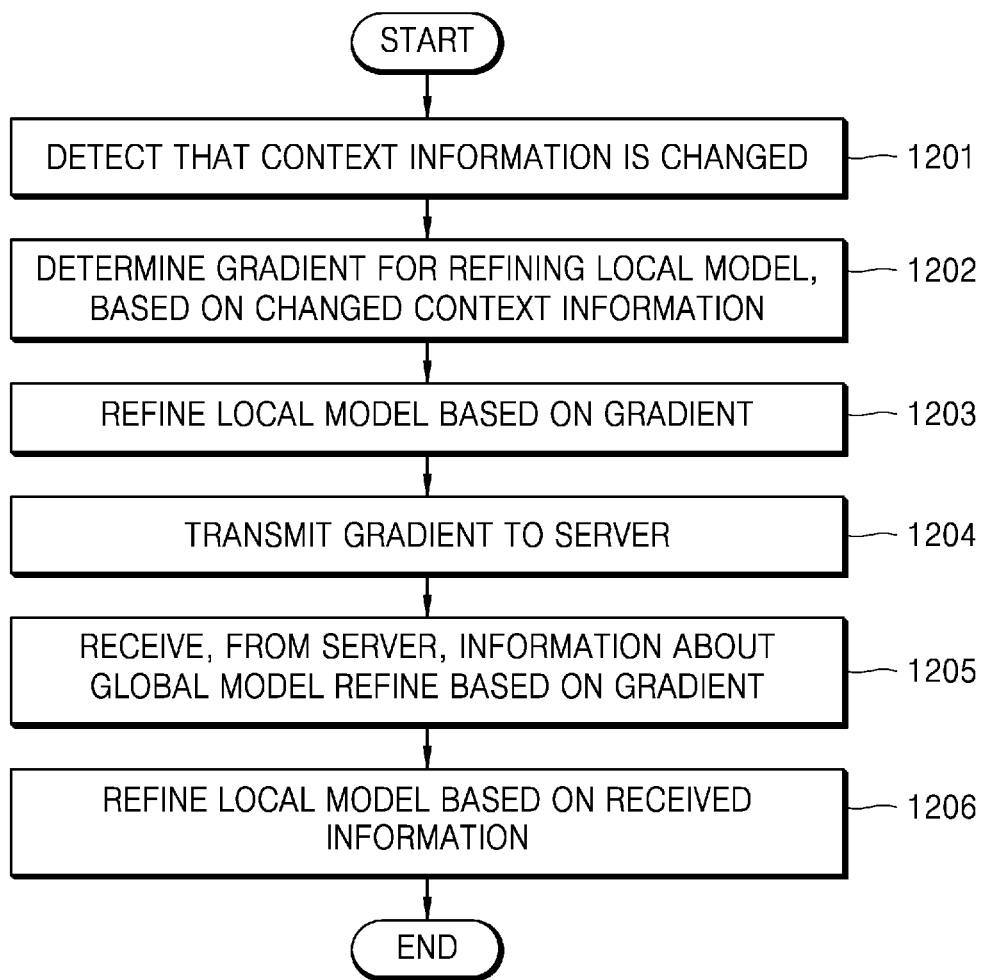 START
DETECT THAT CONTEXT INFORMATION IS CHANGED
1201
DETERMINE GRADIENT FOR REFINING LOCAL MODEL,
BASED ON CHANGED CONTEXT INFORMATION
1202
REFINE LOCAL MODEL BASED ON GRADIENT
1203
TRANSMIT GRADIENT TO SERVER
1204
RECEIVE, FROM SERVER, INFORMATION ABOUT
GLOBAL MODEL REFINE BASED ON GRADIENT
1205
REFINE LOCAL MODEL BASED ON RECEIVED
INFORMATION
1206
END